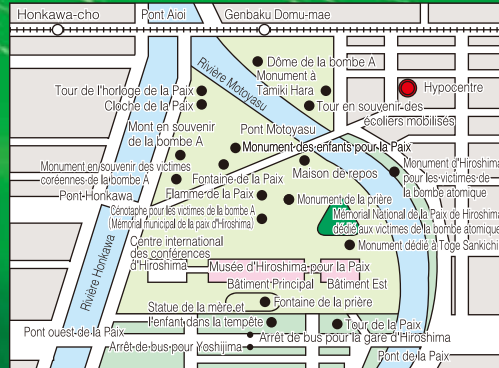 Honkawa-cho
Pont Aioi
Genbaku Domu-mae
Rivière Motoyasu
Dôme de la bombe A
Monument à
Tamiki Hara
Hypocentre
Tour de l'horloge de la Paix
Cloche de la Paix
Tour en souvenir des
écoliers mobilisés
Mont en souvenir
de la bombe A
Pont Motoyasu
Monument des enfants pour la Paix
Monument en souvenir des victimes
coréennes de la bombe A
Fontaine de la Paix
Maison de repos
Monument d'Hiroshima
pour les victimes de
la bombe atomique
Pont Honkawa
Flamme de la Paix
Monument de la prière
Cénotaphe pour les victimes de la bombe A
(Mémorial municipal de la paix d'Hiroshima)
Mémorial National de la Paix de Hiroshima
dédié aux victimes de la bombe atomique
Monument dédié à Toge Sankichi
Centre international
des conférences
d'Hiroshima
Rivière Honkawa
Musée d'Hiroshima pour la Paix
Bâtiment Principal
Bâtiment Est
Fontaine de la prière
Statue de la mère et
l'enfant dans la tempête
Tour de la Paix
Pont ouest de la Paix
Arrêt de bus pour la gare d'Hiroshima
Arrêt de bus pour Yoshijima
Pont de la Paix